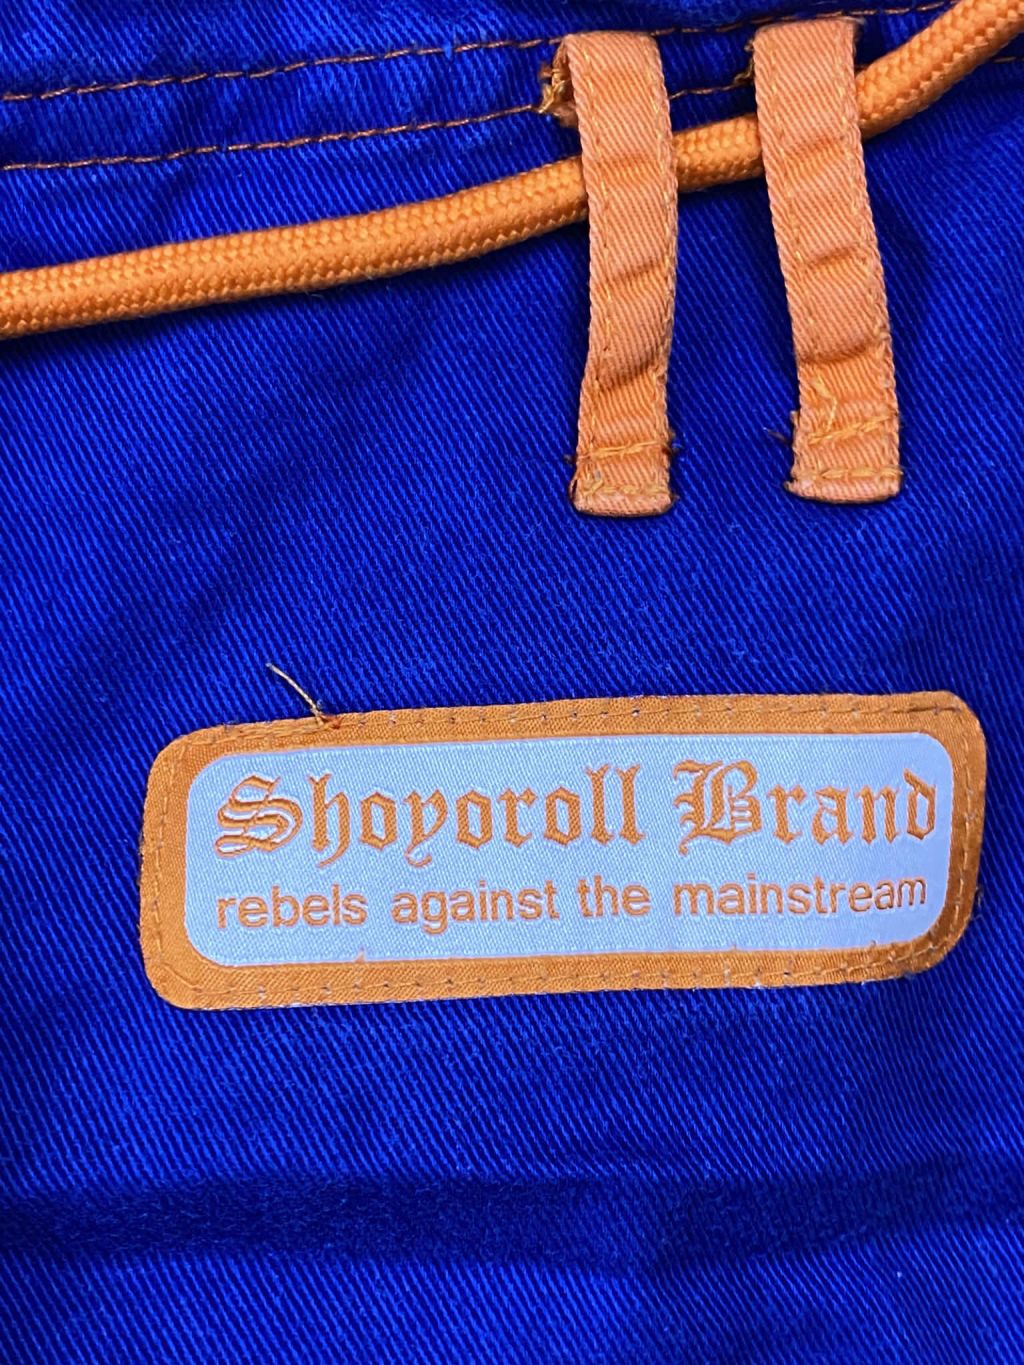 Shoyoroll Brand
rebels against the mainstream